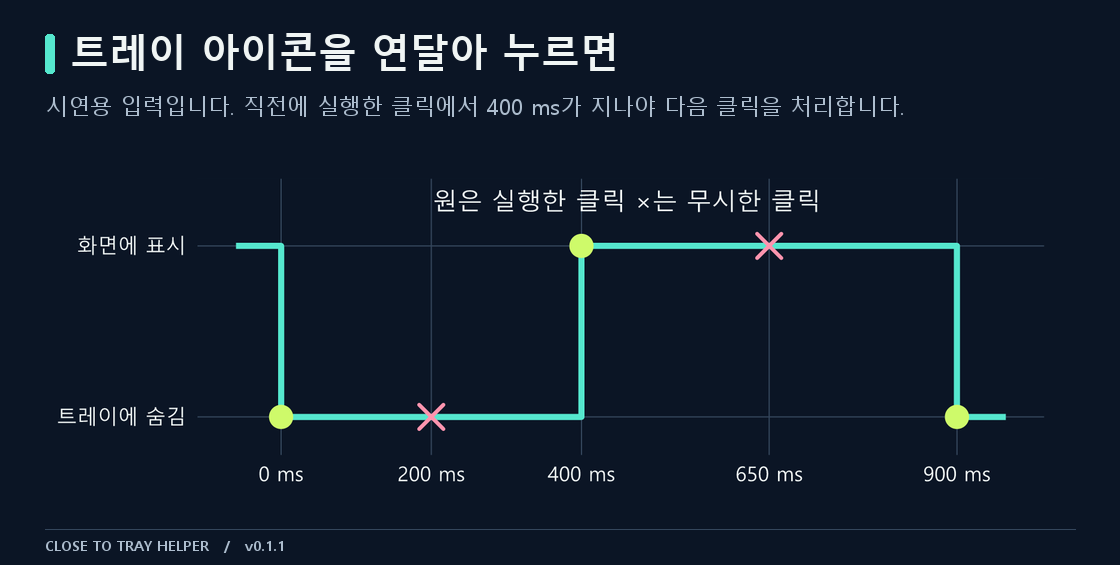 트레이 아이콘을 연달아 누르면
시연용 입력입니다. 직전에 실행한 클릭에서 400 ms가 지나야 다음 클릭을 처리합니다.
원은 실행한 클릭 ×는 무시한 클릭
화면에 표시
트레이에 숨김
0 ms 200 ms 400 ms 650 ms 900 ms
CLOSE TO TRAY HELPER / v0.1.1